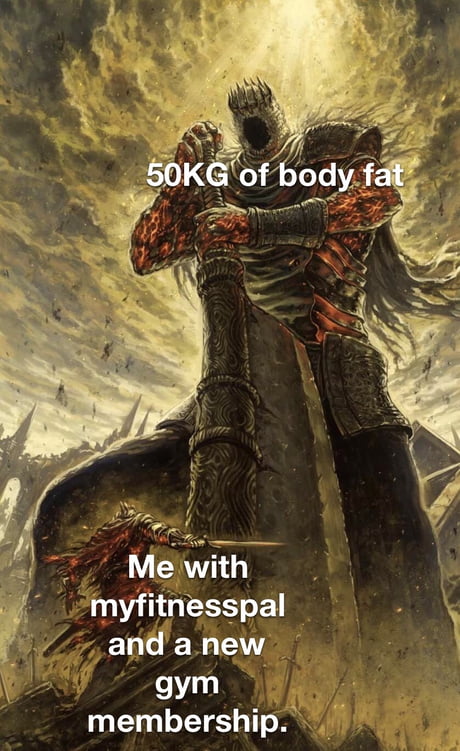 50KG of body fat
Me with
myfitnesspal
and a new
gym
membership.